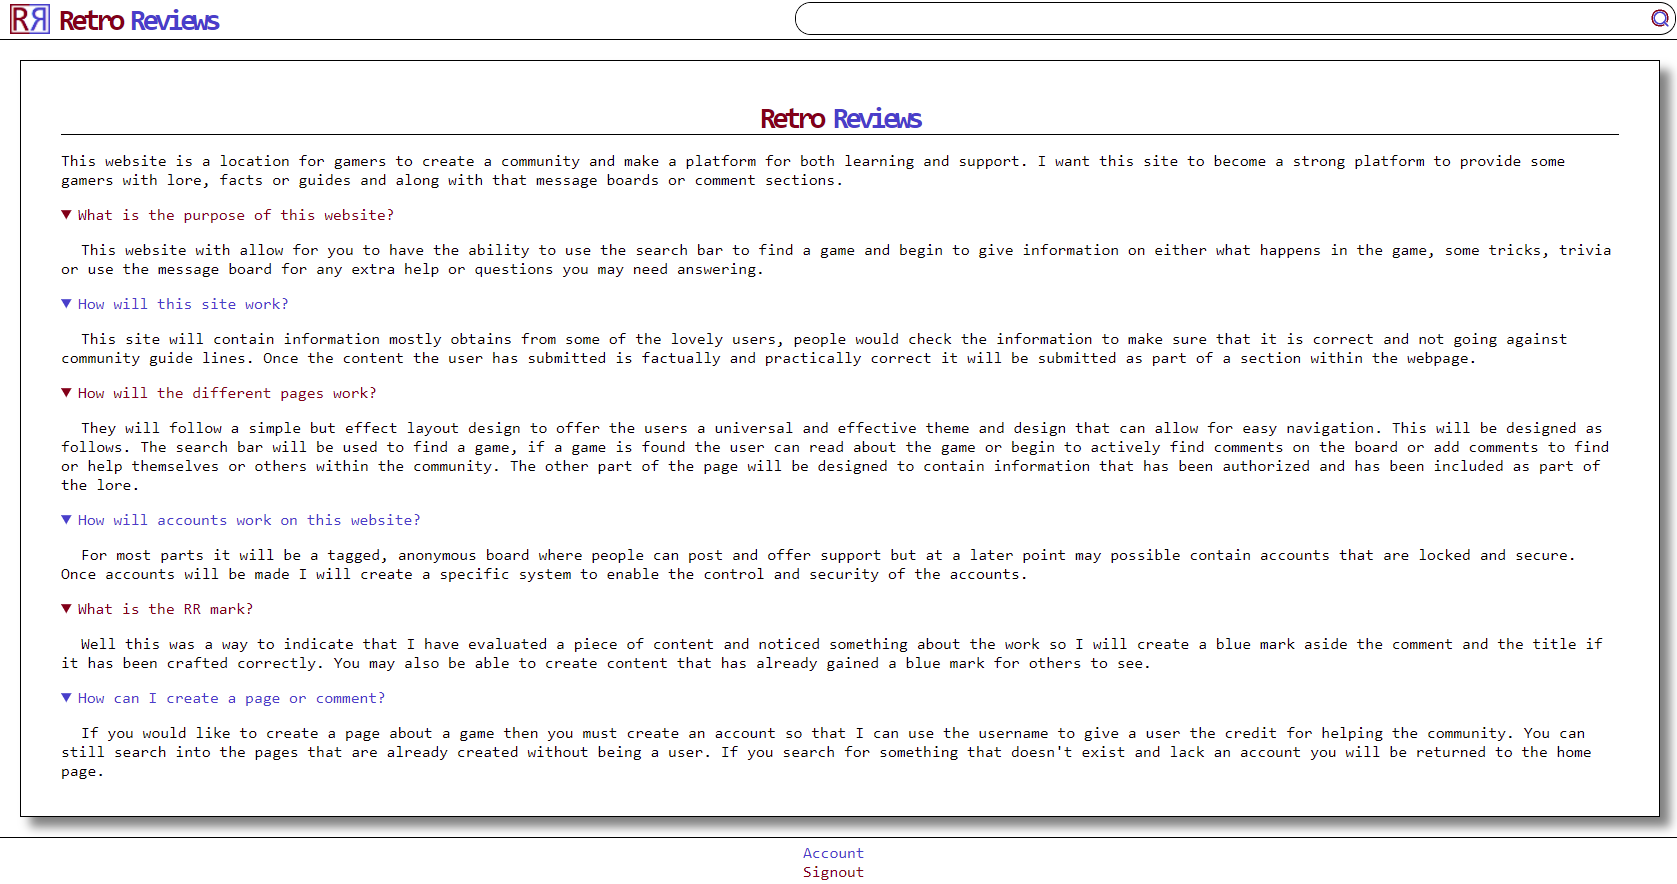 RR Retro Reviews
Retro Reviews
This website is a location for gamers to create a community and make a platform for both learning and support. I want this site to become a strong platform to provide some
gamers with lore, facts or guides and along with that message boards or comment sections.
▼ What is the purpose of this website?
This website with allow for you to have the ability to use the search bar to find a game and begin to give information on either what happens in the game, some tricks, trivia
or use the message board for any extra help or questions you may need answering.
▼ How will this site work?
This site will contain information mostly obtains from some of the lovely users, people would check the information to make sure that it is correct and not going against
community guide lines. Once the content the user has submitted is factually and practically correct it will be submitted as part of a section within the webpage.
▼ How will the different pages work?
They will follow a simple but effect layout design to offer the users a universal and effective theme and design that can allow for easy navigation. This will be designed as
follows. The search bar will be used to find a game, if a game is found the user can read about the game or begin to actively find comments on the board or add comments to find
or help themselves or others within the community. The other part of the page will be designed to contain information that has been authorized and has been included as part of
the lore.
▼ How will accounts work on this website?
For most parts it will be a tagged, anonymous board where people can post and offer support but at a later point may possible contain accounts that are locked and secure.
Once accounts will be made I will create a specific system to enable the control and security of the accounts.
▼ What is the RR mark?
Well this was a way to indicate that I have evaluated a piece of content and noticed something about the work so I will create a blue mark aside the comment and the title if
it has been crafted correctly. You may also be able to create content that has already gained a blue mark for others to see.
▼ How can I create a page or comment?
If you would like to create a page about a game then you must create an account so that I can use the username to give a user the credit for helping the community. You can
still search into the pages that are already created without being a user. If you search for something that doesn't exist and lack an account you will be returned to the home
page.
Account
Signout